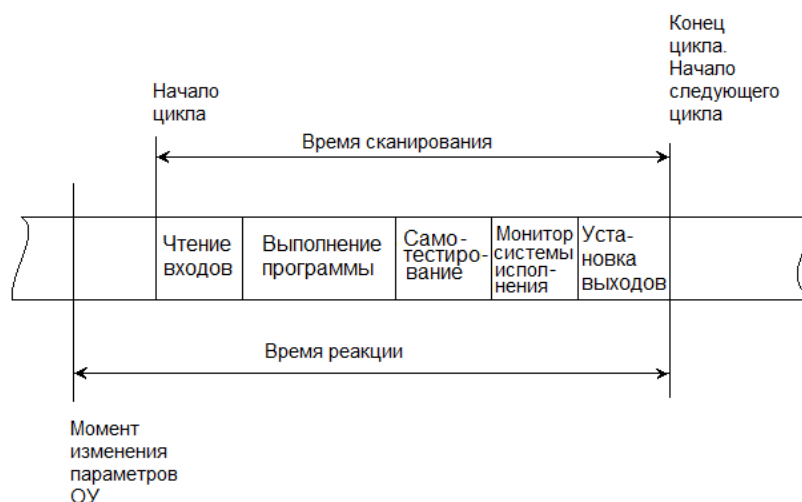 Конец
цикла.
Начало
следующего
цикла
Начало
цикла
Время сканирования
Чтение
входов
Выполнение
программы
Само-
тестиро-
вание
Монитор
системы
испол-
нения
Уста-
новка
выходов
Время реакции
Момент
изменения
параметров
ОУ